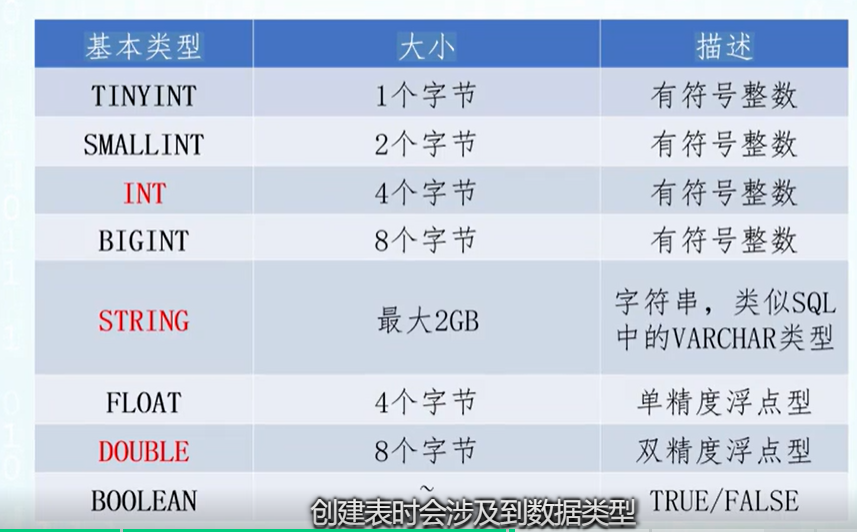 基本类型 大小 描述
TINYINT 1个字节 有符号整数
SMALLINT 2个字节 有符号整数
INT 4个字节 有符号整数
BIGINT 8个字节 有符号整数
STRING 最大2GB 字符串，类似SQL
中的VARCHAR类型
FLOAT 4个字节 单精度浮点型
DOUBLE 8个字节 双精度浮点型
BOOLEAN ~ TRUE/FALSE
创建表时会涉及到数据类型